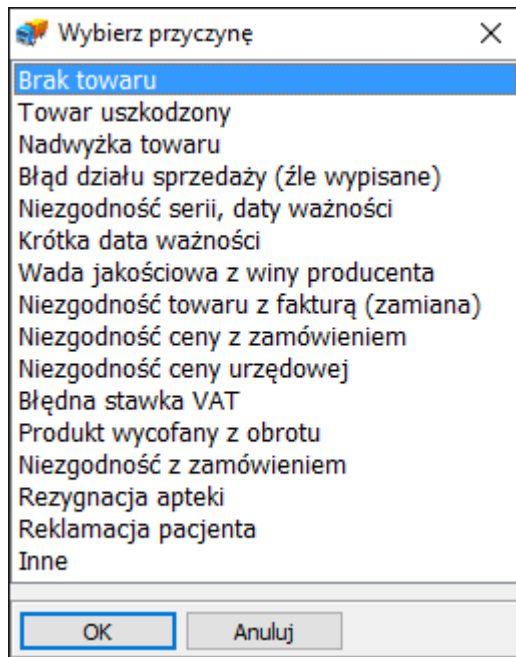 Wybierz przyczynę
Brak towaru
Towar uszkodzony
Nadwyżka towaru
Błąd działu sprzedaży (źle wypisane)
Niezgodność serii, daty ważności
Krótka data ważności
Wada jakościowa z winy producenta
Niezgodność towaru z fakturą (zamiana)
Niezgodność ceny z zamówieniem
Niezgodność ceny urzędowej
Błędna stawka VAT
Produkt wycofany z obrotu
Niezgodność z zamówieniem
Rezygnacja apteki
Reklamacja pacjenta
Inne
OK Anuluj